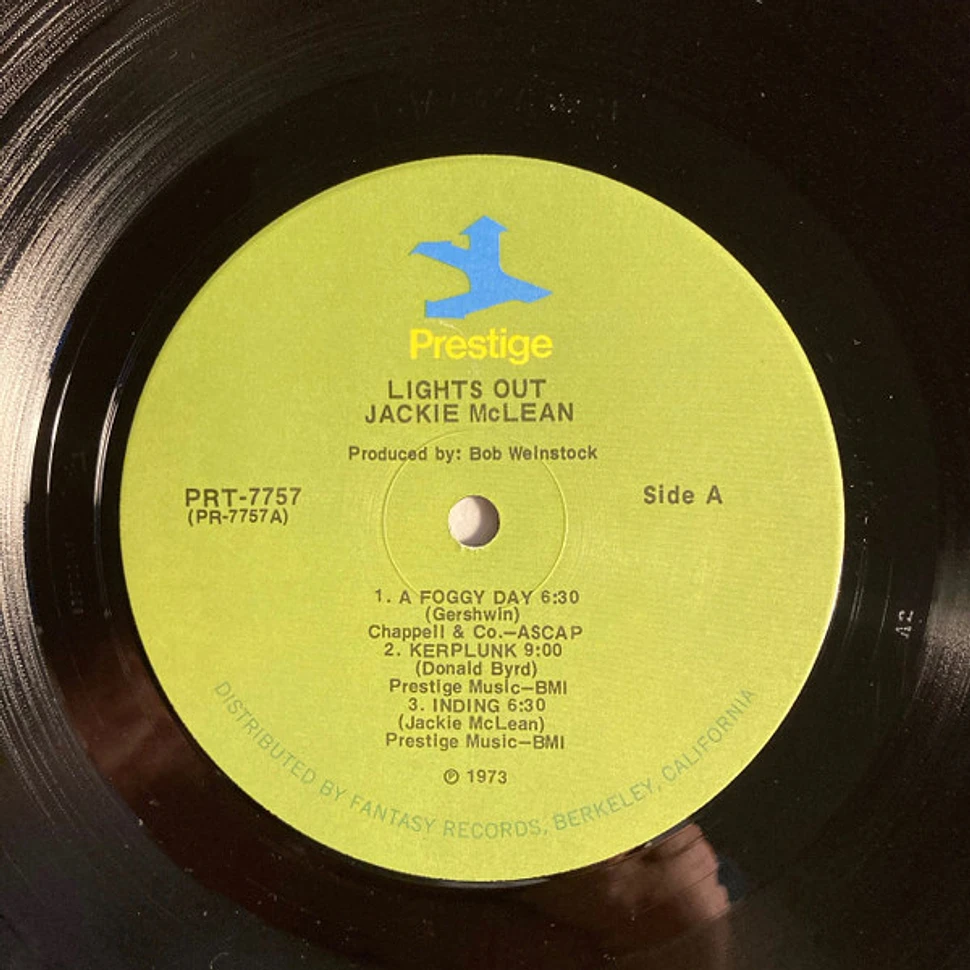 Prestige
LIGHTS OUT
JACKIE McLEAN
Produced by: Bob Weinstock
PRT-7757
(PR-7757A)
Side A
1. A FOGGY DAY 6:30
(Gershwin)
Chappell & Co.—ASCAP
2. KERPLUNK 9:00
(Donald Byrd)
Prestige Music—BMI
3. INDING 6:30
(Jackie McLean)
Prestige Music—BMI
℗ 1973
DISTRIBUTED BY FANTASY RECORDS, BERKELEY, CALIFORNIA
A2